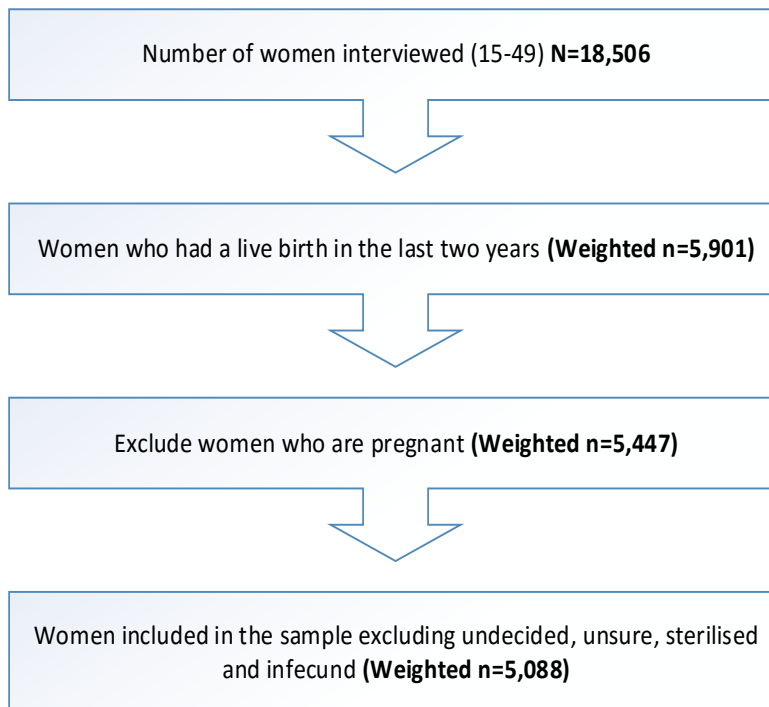 Number of women interviewed (15-49) N=18,506
Women who had a live birth in the last two years (Weighted n=5,901)
Exclude women who are pregnant (Weighted n=5,447)
Women included in the sample excluding undecided, unsure, sterilised
and infecund (Weighted n=5,088)